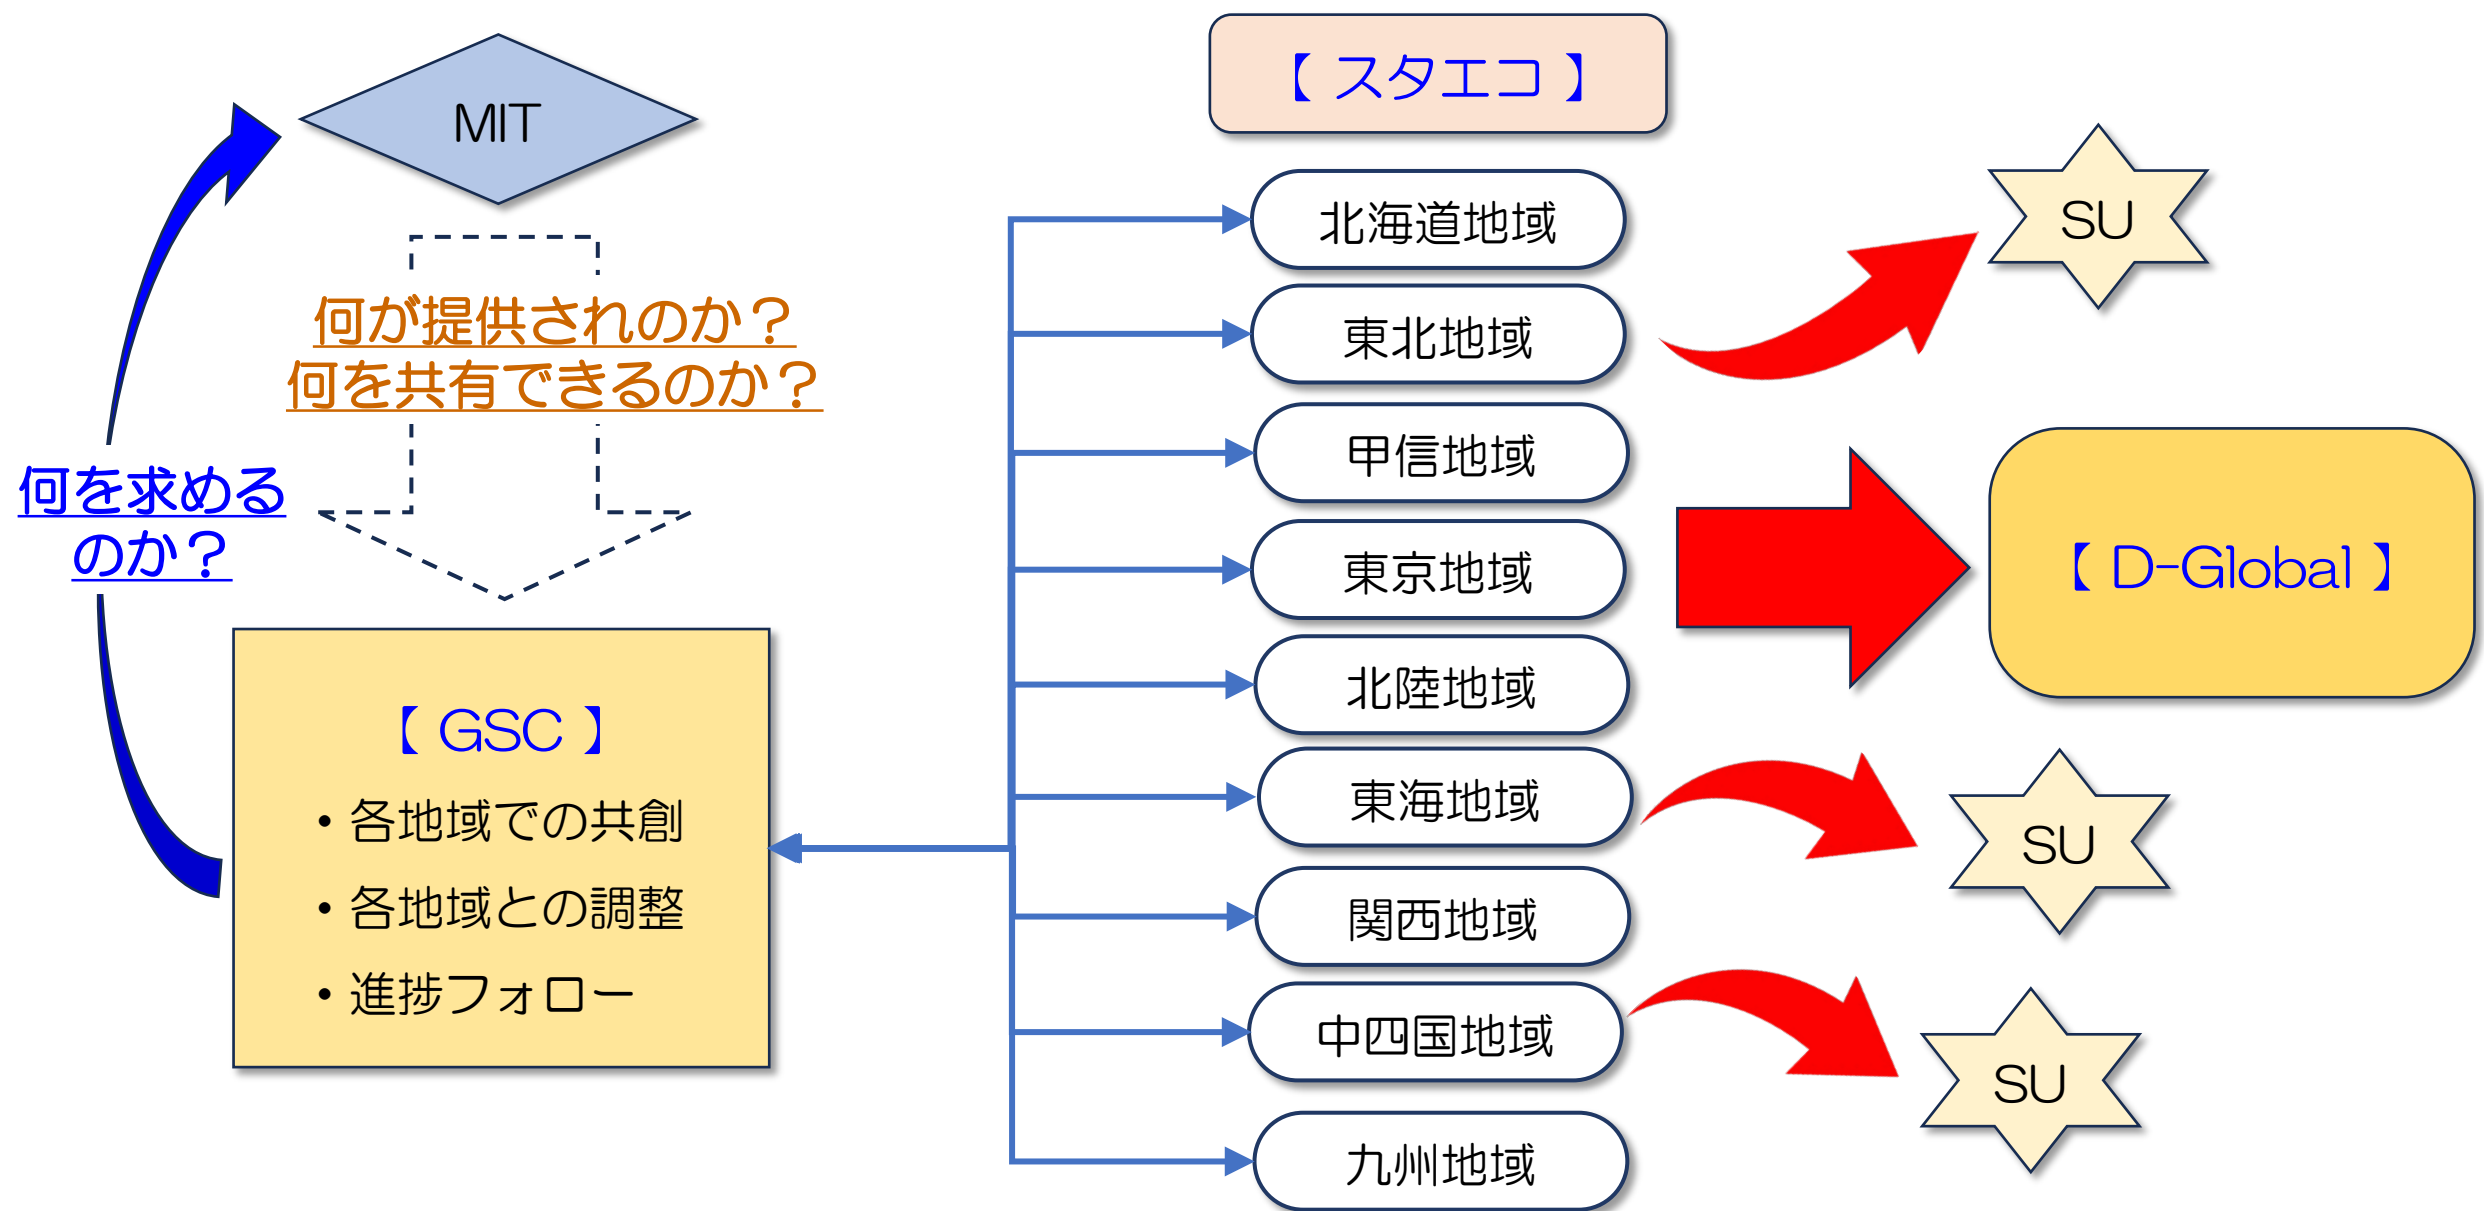 MIT
何が提供されのか？
何を共有できるのか？
何を求める
のか？
【 GSC 】
• 各地域での共創
• 各地域との調整
• 進捗フォロー
【 スタエコ 】
北海道地域
東北地域
甲信地域
東京地域
北陸地域
東海地域
関西地域
中四国地域
九州地域
SU
【 D-Global 】
SU
SU